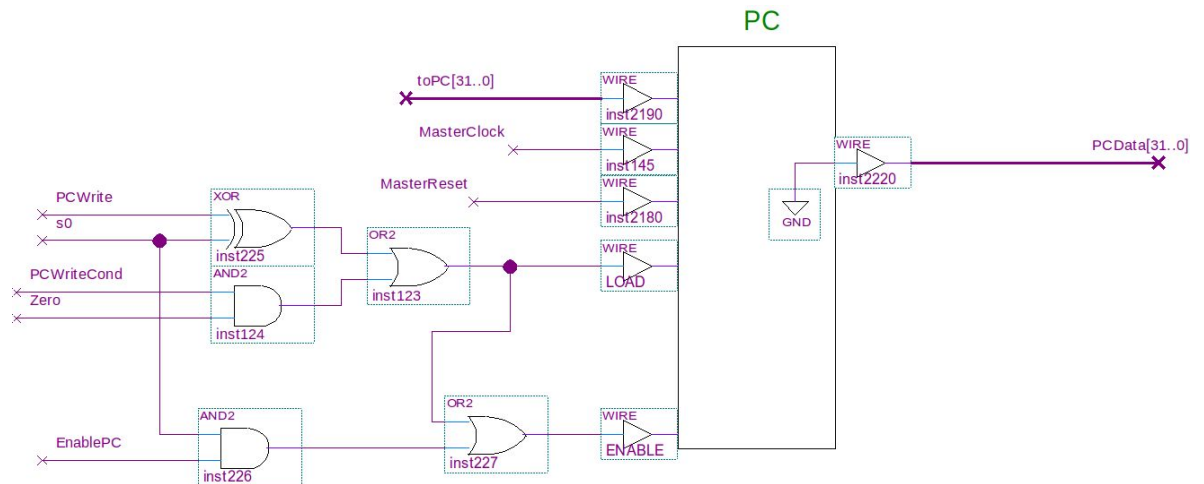 PC
WIRE
toPC[31..0]
inst2190
WIRE
MasterClock
inst145
WIRE
PCData[31..0]
inst2220
WIRE
MasterReset
inst2180
GND
XOR
PCWrite
s0
inst225
OR2
inst123
WIRE
LOAD
AND2
PCWriteCond
Zero
inst124
AND2
EnablePC
inst226
OR2
inst227
WIRE
ENABLE